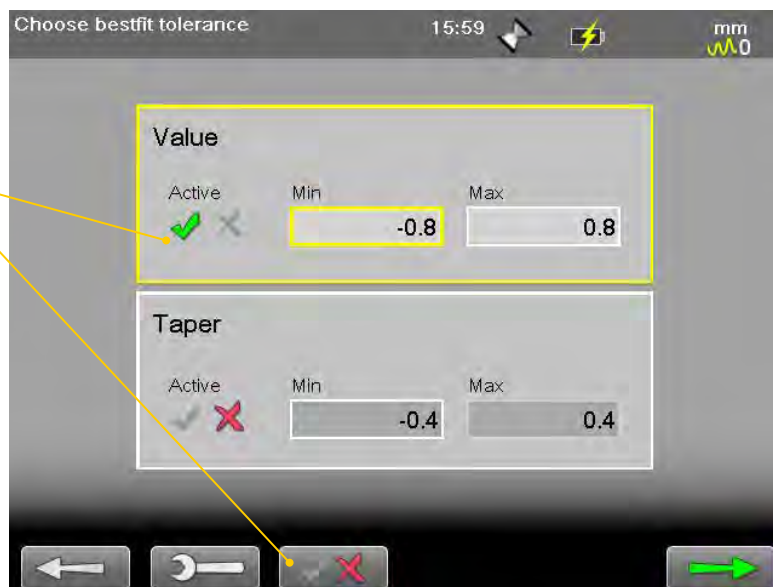 Choose bestfit tolerance 15:59 mm
0
Value
Active Min Max
-0.8 0.8
Taper
Active Min Max
-0.4 0.4